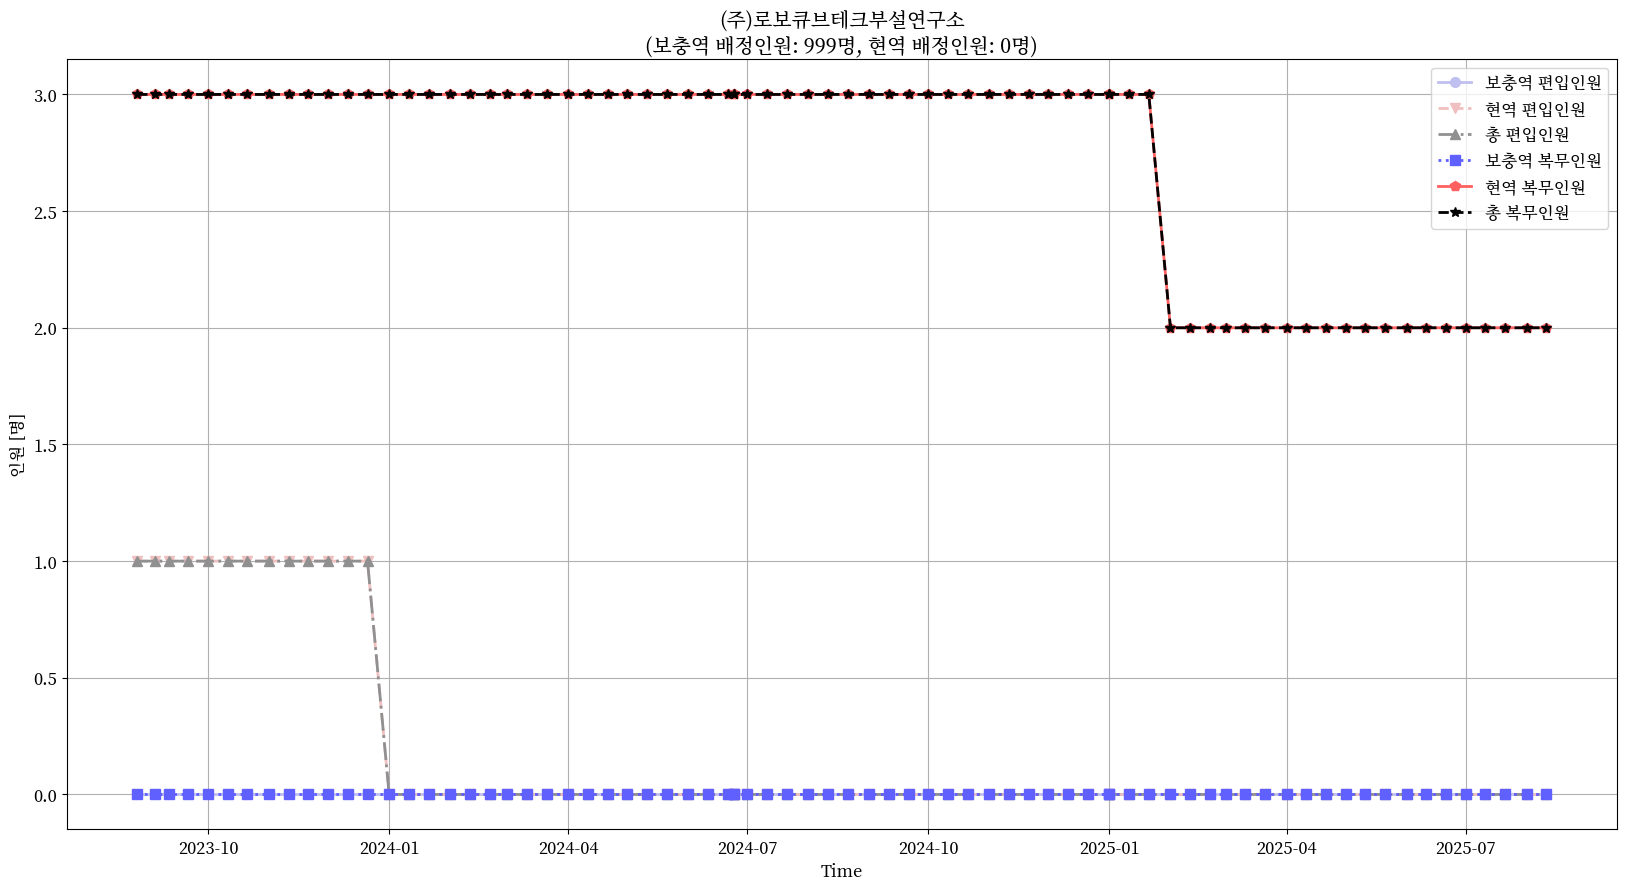 (주)로보큐브테크부설연구소
(보충역 배정인원: 999명, 현역 배정인원: 0명)
보충역 편입인원
현역 편입인원
총 편입인원
보충역 복무인원
현역 복무인원
총 복무인원
3.0
2.5
2.0
1.5
1.0
0.5
0.0
인원 [명]
2023-10
2024-01
2024-04
2024-07
2024-10
2025-01
2025-04
2025-07
Time